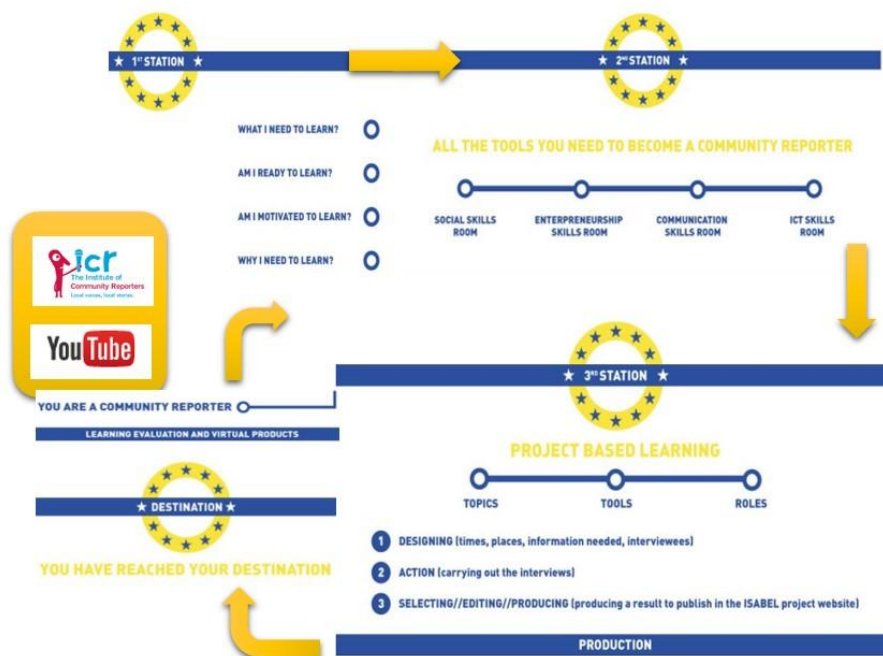 ★ 1ST STATION ★
★ 2ND STATION ★
WHAT I NEED TO LEARN?
AM I READY TO LEARN?
AM I MOTIVATED TO LEARN?
WHY I NEED TO LEARN?
ALL THE TOOLS YOU NEED TO BECOME A COMMUNITY REPORTER
SOCIAL SKILLS
ROOM
ENTERPRENEURSHIP
SKILLS ROOM
COMMUNICATION
SKILLS ROOM
ICT SKILLS
ROOM
icr
The Institute of
Community Reporters
Local voices, local stories
YouTube
★ 3RD STATION ★
PROJECT BASED LEARNING
TOPICS
TOOLS
ROLES
1 DESIGNING (times, places, information needed, interviewees)
2 ACTION (carrying out the interviews)
3 SELECTING//EDITING//PRODUCING (producing a result to publish in the ISABEL project website)
PRODUCTION
YOU ARE A COMMUNITY REPORTER
LEARNING EVALUATION AND VIRTUAL PRODUCTS
★ DESTINATION ★
YOU HAVE REACHED YOUR DESTINATION